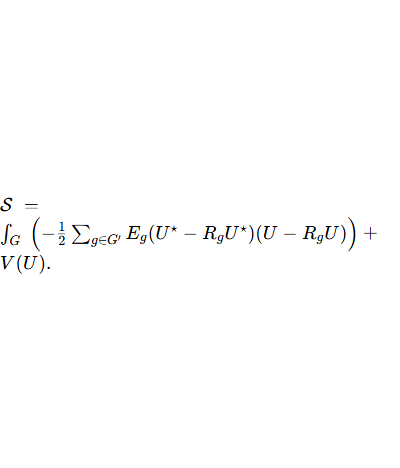 𝒮 =
∫_G (−½ ∑_{g∈G′} E_g(U^⋆ − R_gU^⋆)(U − R_gU)) +
V(U).